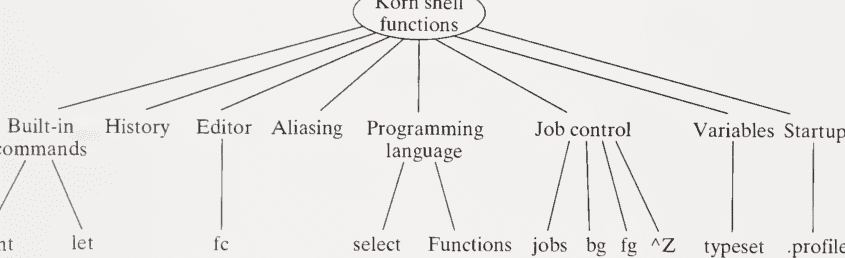 Korn shell
functions
Built-in History Editor Aliasing Programming Job control Variables Startup
commands language
let fc select Functions jobs bg fg ^Z typeset .profile